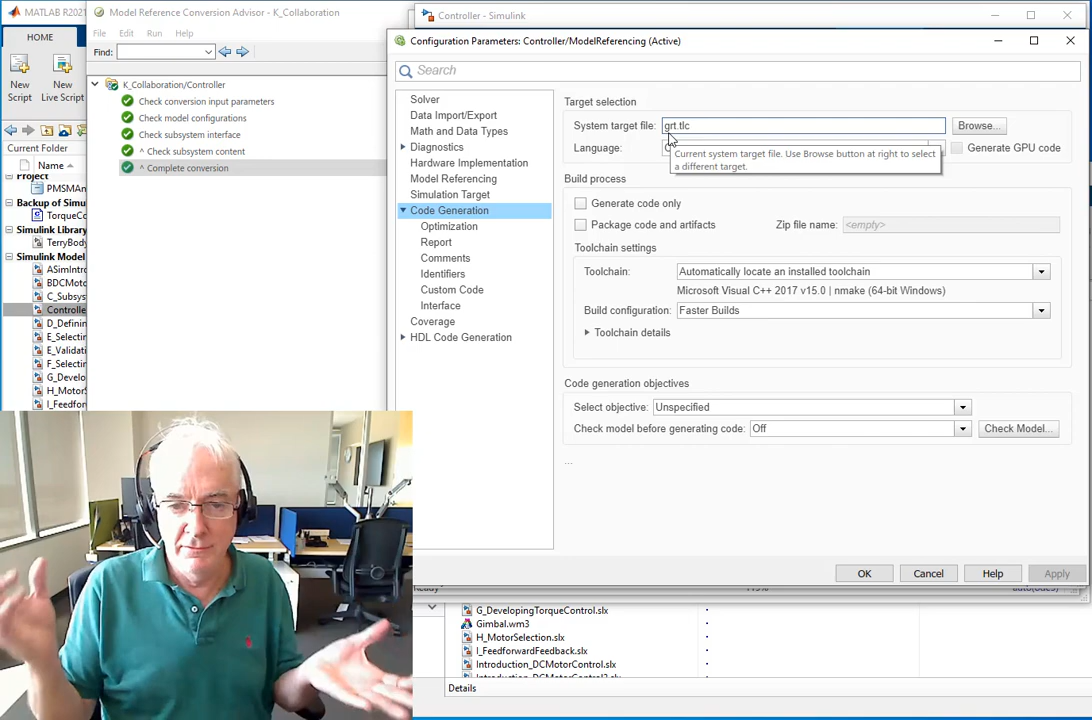 MATLAB R2021
HOME
New
Script
New
Live Script
Current Folder
Name
Project
PMSMAn
Backup of Simu
TorqueCo
Simulink Library
TerryBody
Simulink Model
ASimIntro
BDCMoto
C_Subsys
Controlle
D_Definin
E_Selectin
E_Validati
F_Selectin
G_Develo
H_MotorS
I_Feedforv
Model Reference Conversion Advisor - K_Collaboration
File Edit Run Help
Find:
K_Collaboration/Controller
Check conversion input parameters
Check model configurations
Check subsystem interface
^ Check subsystem content
^ Complete conversion
Controller - Simulink
Configuration Parameters: Controller/ModelReferencing (Active)
Search
Solver
Data Import/Export
Math and Data Types
Diagnostics
Hardware Implementation
Model Referencing
Simulation Target
Code Generation
Optimization
Report
Comments
Identifiers
Custom Code
Interface
Coverage
HDL Code Generation
Target selection
System target file: grt.tlc Browse...
Language: C Generate GPU code
Current system target file. Use Browse button at right to select
a different target.
Build process
Generate code only
Package code and artifacts Zip file name: <empty>
Toolchain settings
Toolchain: Automatically locate an installed toolchain
Microsoft Visual C++ 2017 v15.0 | nmake (64-bit Windows)
Build configuration: Faster Builds
Toolchain details
Code generation objectives
Select objective: Unspecified
Check model before generating code: Off Check Model...
...
OK Cancel Help Apply
G_DevelopingTorqueControl.slx
Gimbal.wm3
H_MotorSelection.slx
I_FeedforwardFeedback.slx
Introduction_DCMotorControl.slx
Details